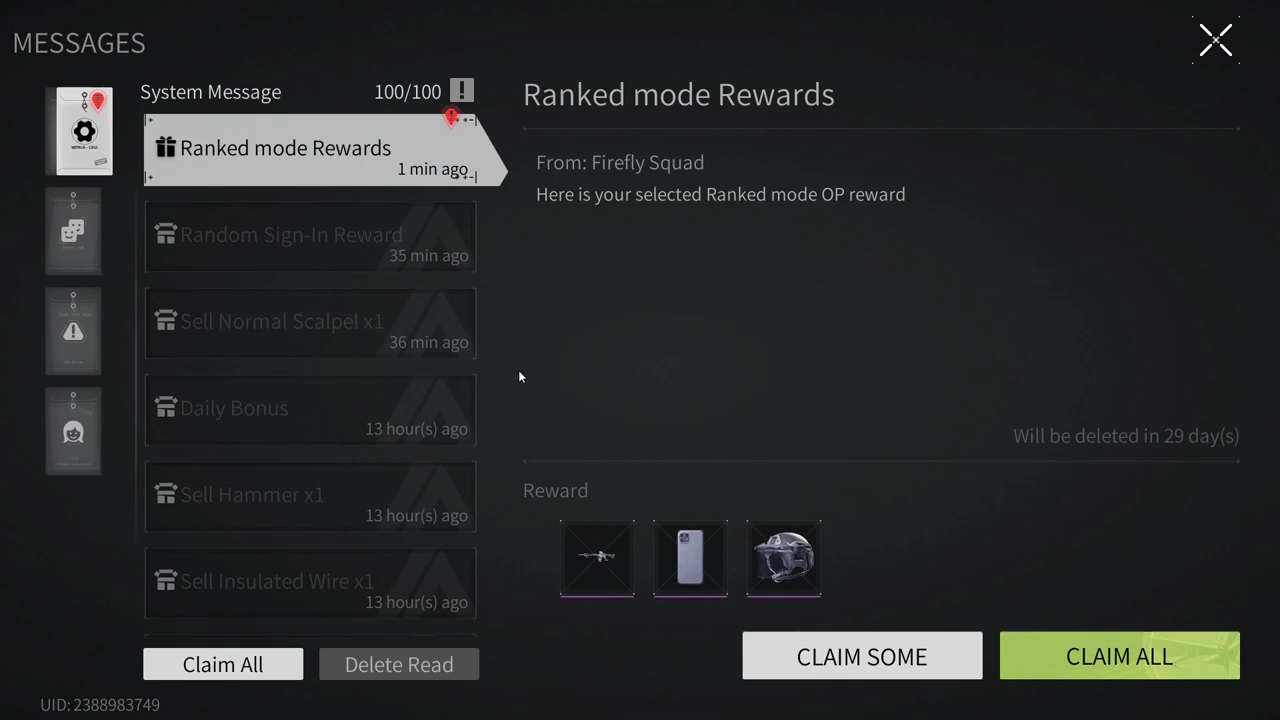 MESSAGES
System Message 100/100
Ranked mode Rewards
1 min ago
Random Sign-In Reward
35 min ago
Sell Normal Scalpel x1
36 min ago
Daily Bonus
13 hour(s) ago
Sell Hammer x1
13 hour(s) ago
Sell Insulated Wire x1
13 hour(s) ago
Claim All
Delete Read
Ranked mode Rewards
From: Firefly Squad
Here is your selected Ranked mode OP reward
Will be deleted in 29 day(s)
Reward
CLAIM SOME
CLAIM ALL
UID: 2388983749